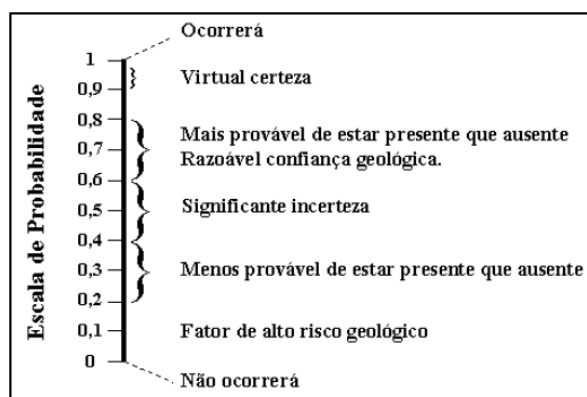 Ocorrerá
1
Virtual certeza
0,9
0,8
Mais provável de estar presente que ausente
0,7
Razoável confiança geológica.
0,6
Significante incerteza
0,5
0,4
0,3
Menos provável de estar presente que ausente
0,2
0,1
Fator de alto risco geológico
0
Não ocorrerá
Escala de Probabilidade